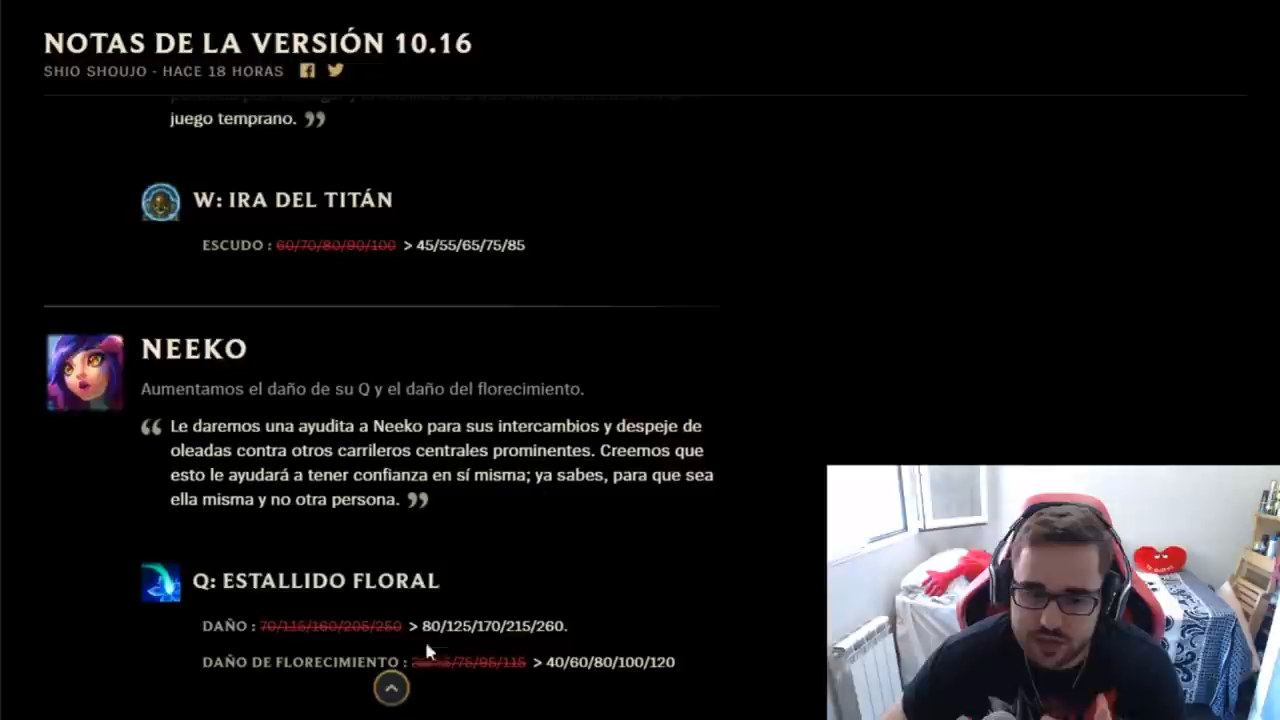 NOTAS DE LA VERSIÓN 10.16
SHIO SHOUJO - HACE 18 HORAS
juego temprano. ”
W: IRA DEL TITÁN
ESCUDO : 60/70/80/90/100 > 45/55/65/75/85
NEEKO
Aumentamos el daño de su Q y el daño del florecimiento.
“ Le daremos una ayudita a Neeko para sus intercambios y despeje de
oleadas contra otros carrileros centrales prominentes. Creemos que
esto le ayudará a tener confianza en sí misma; ya sabes, para que sea
ella misma y no otra persona. ”
Q: ESTALLIDO FLORAL
DAÑO : 70/115/160/205/250 > 80/125/170/215/260.
DAÑO DE FLORECIMIENTO : /75/95/115 > 40/60/80/100/120